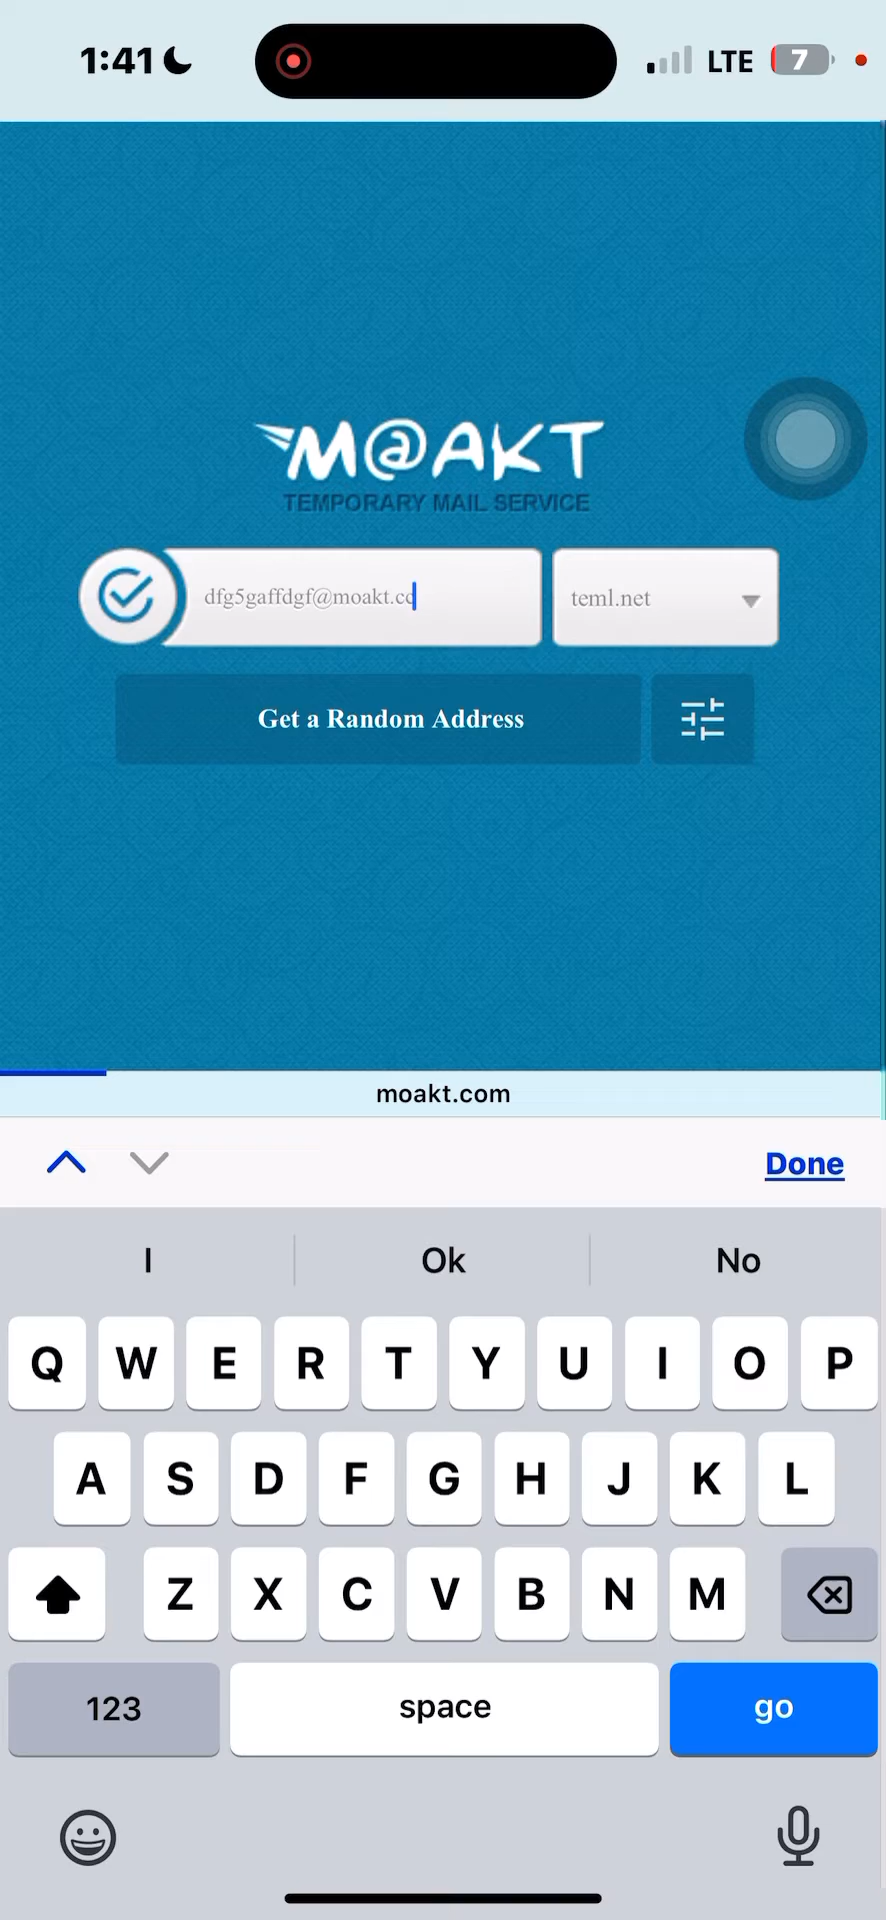 1:41 LTE 7
M@AKT
TEMPORARY MAIL SERVICE
dfg5gaffdgf@moakt.cc teml.net
Get a Random Address
moakt.com
Done
I Ok No
Q W E R T Y U I O P
A S D F G H J K L
Z X C V B N M
123 space go